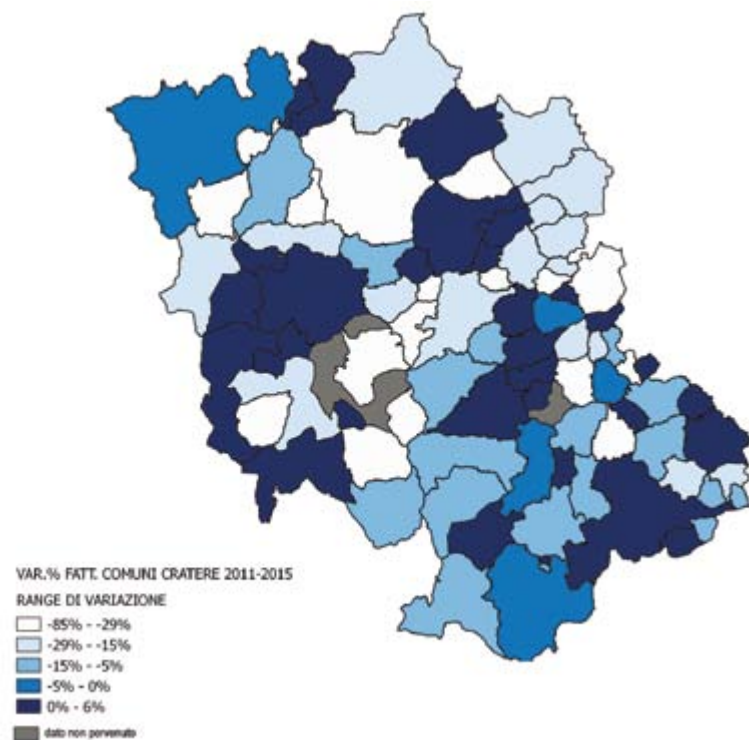 VAR.% FATT. COMUNI CRATERE 2011-2015
RANGE DI VARIAZIONE
-85% - -29%
-29% - -15%
-15% - -5%
-5% - 0%
0% - 6%
dato non pervenuto